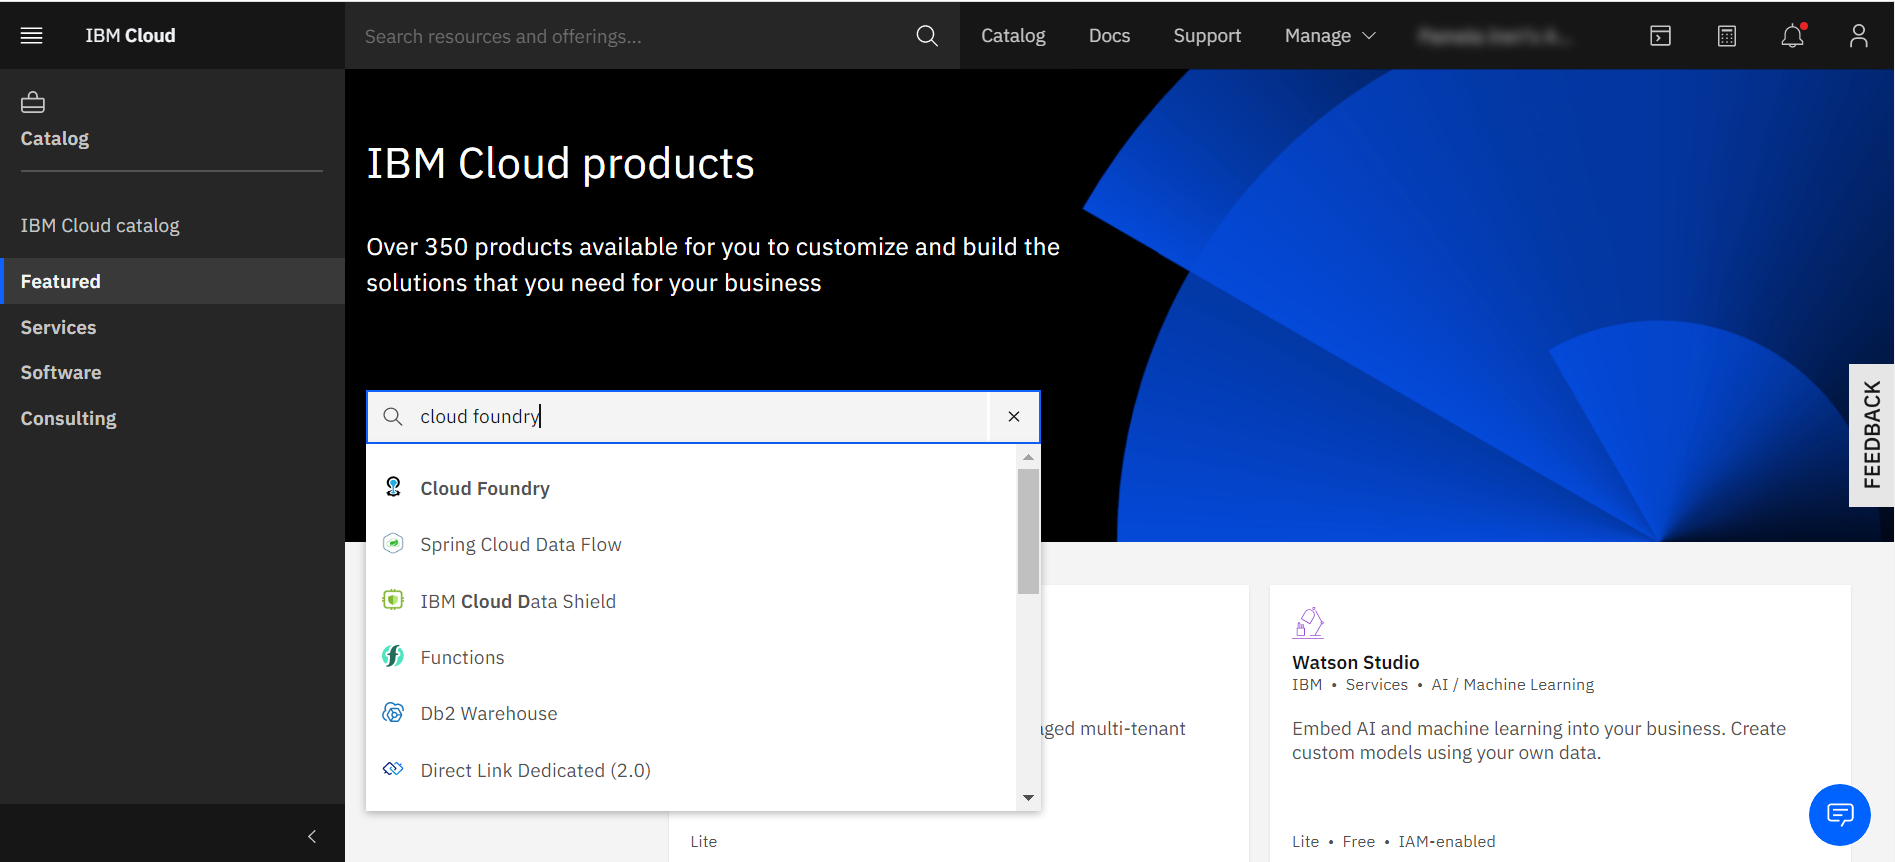 IBM Cloud
Search resources and offerings...
Catalog
Docs
Support
Manage
Catalog
IBM Cloud catalog
Featured
Services
Software
Consulting
IBM Cloud products
Over 350 products available for you to customize and build the
solutions that you need for your business
cloud foundry
Cloud Foundry
Spring Cloud Data Flow
IBM Cloud Data Shield
Functions
Db2 Warehouse
Direct Link Dedicated (2.0)
multi-tenant
Lite
Watson Studio
IBM • Services • AI / Machine Learning
Embed AI and machine learning into your business. Create
custom models using your own data.
Lite • Free • IAM-enabled
FEEDBACK